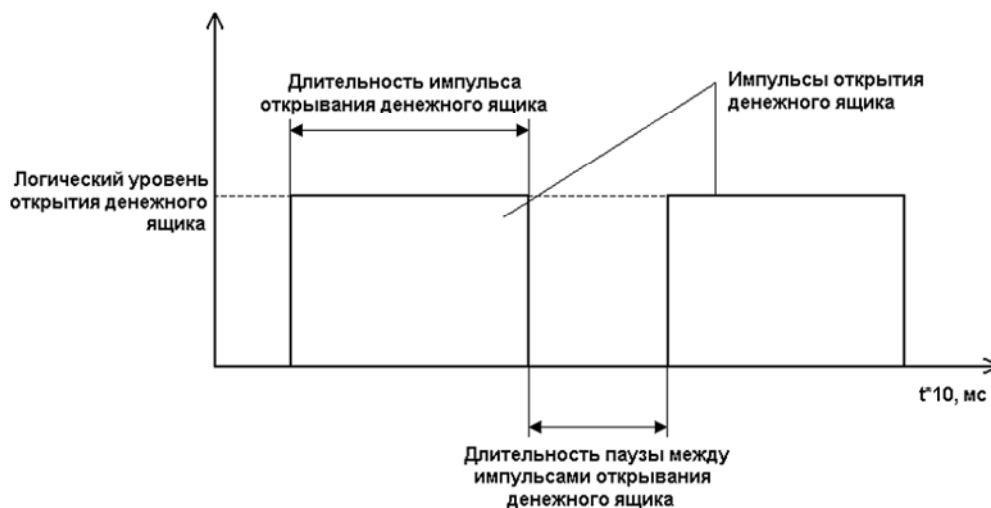 Длительность импульса
открывания денежного ящика
Импульсы открытия
денежного ящика
Логический уровень
открытия денежного
ящика
t*10, мс
Длительность паузы между
импульсами открывания
денежного ящика